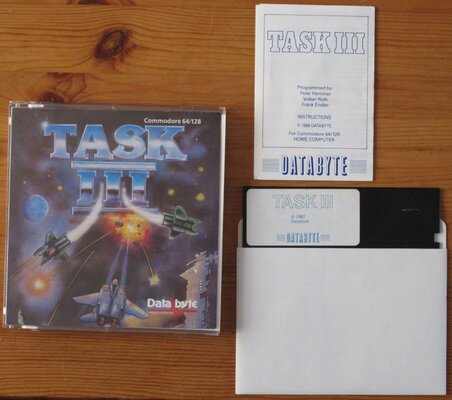 Commodore 64/128
TASK
III
Data byte
TASK III
Programmed by:
Peter Hemmer
Volker Roth
Frank Endler
INSTRUCTIONS
© 1988 DATABYTE
For Commodore 64/128
HOME COMPUTER
DATABYTE
TASK III
© 1987
Databyte
DATABYTE